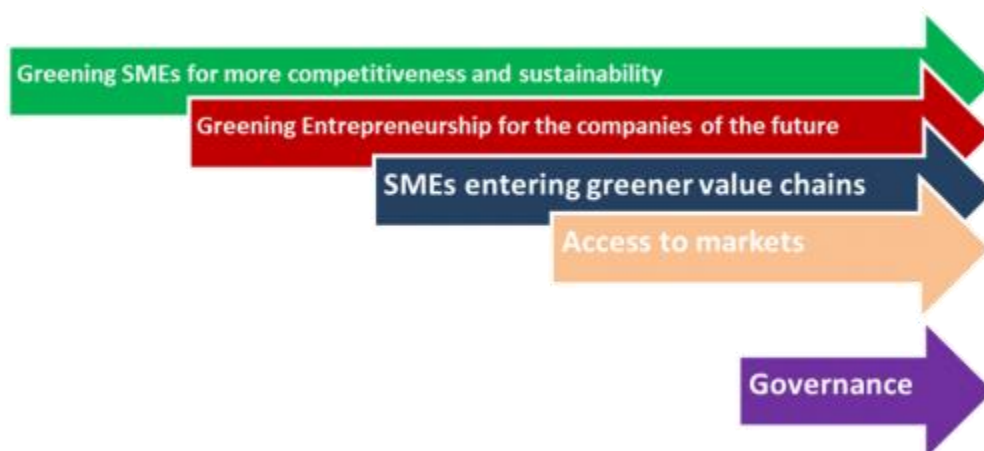 Greening SMEs for more competitiveness and sustainability
Greening Entrepreneurship for the companies of the future
SMEs entering greener value chains
Access to markets
Governance